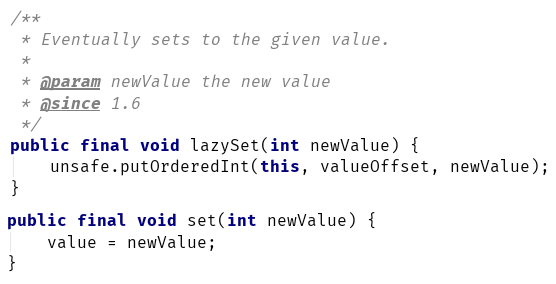 /**
 * Eventually sets to the given value.
 *
 * @param newValue the new value
 * @since 1.6
 */
public final void lazySet(int newValue) {
    unsafe.putOrderedInt(this, valueOffset, newValue);
}
public final void set(int newValue) {
    value = newValue;
}